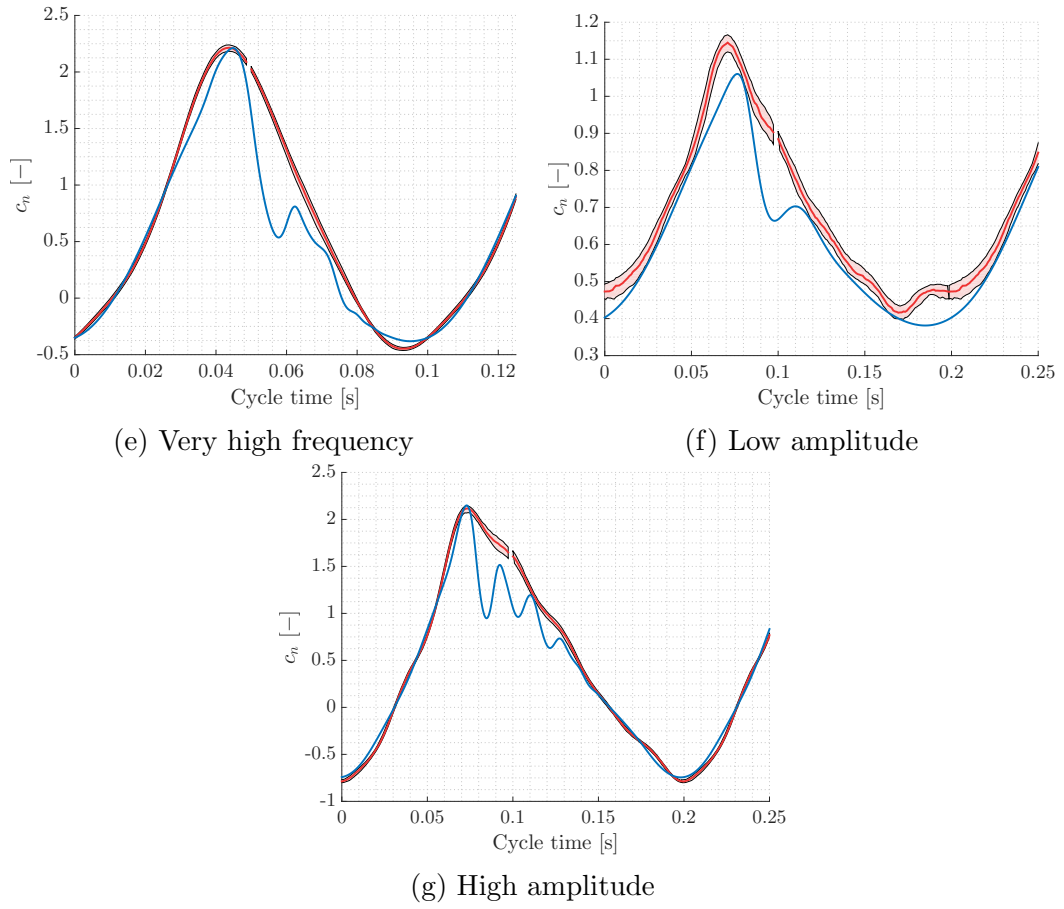 2.5
2
1.5
1
0.5
0
-0.5
c_n [−]
0 0.02 0.04 0.06 0.08 0.1 0.12
Cycle time [s]
(e) Very high frequency
1.2
1.1
1
0.9
0.8
0.7
0.6
0.5
0.4
0.3
c_n [−]
0 0.05 0.1 0.15 0.2 0.25
Cycle time [s]
(f) Low amplitude
2.5
2
1.5
1
0.5
0
-0.5
-1
c_n [−]
0 0.05 0.1 0.15 0.2 0.25
Cycle time [s]
(g) High amplitude